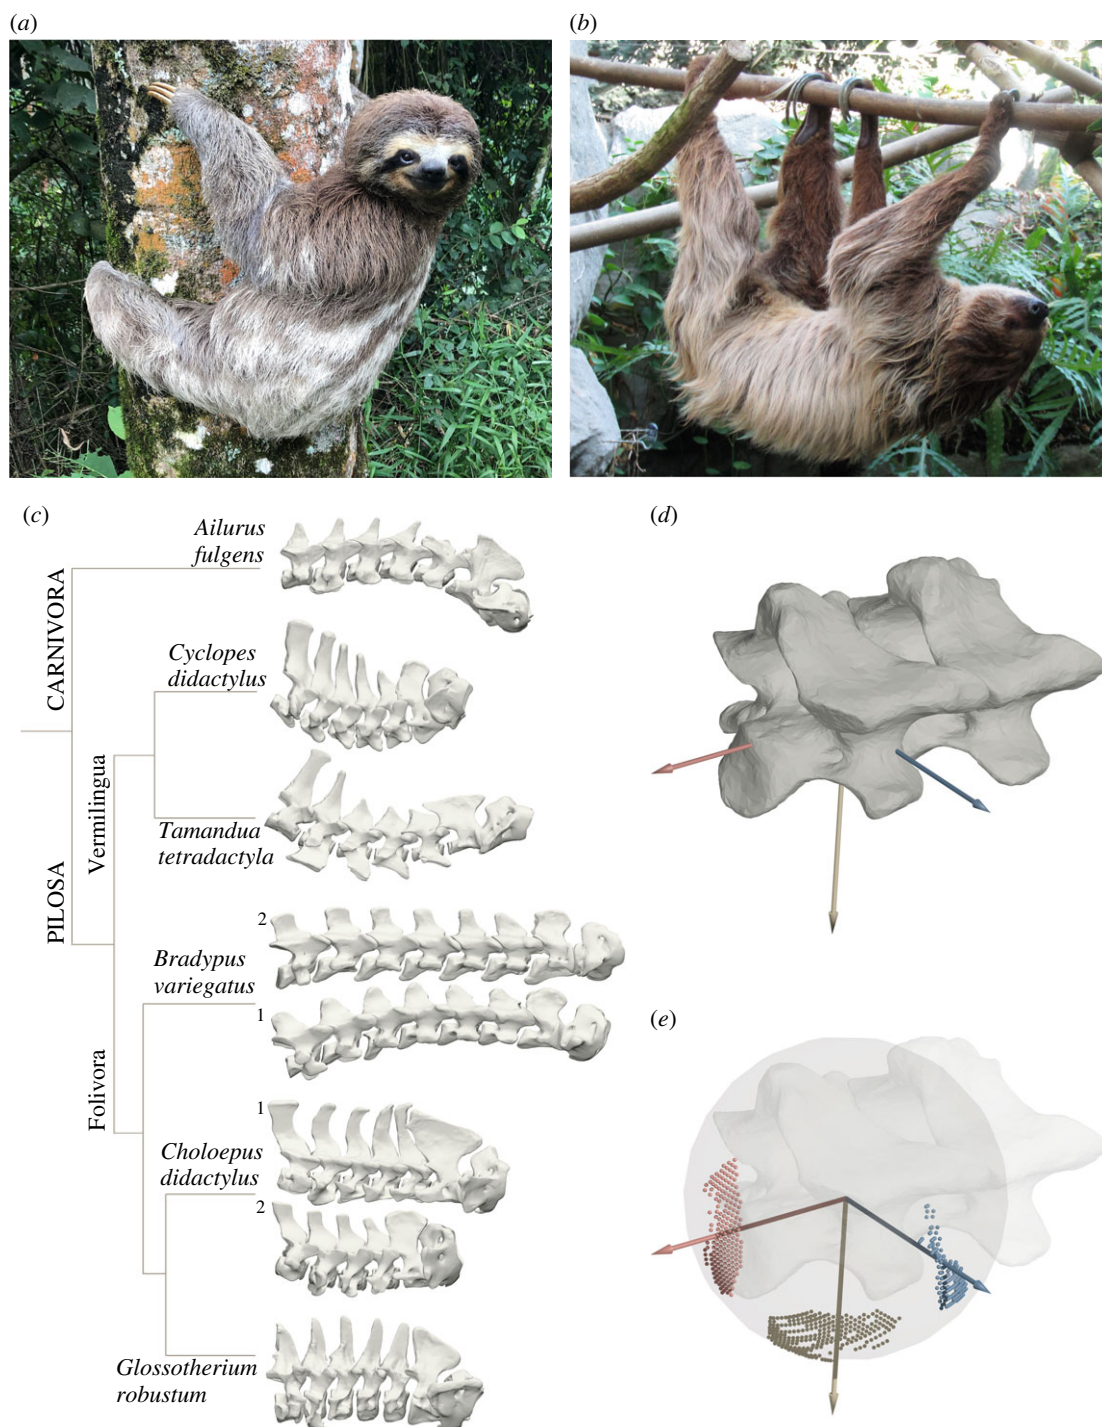 (a)
(b)
(c)
CARNIVORA
PILOSA
Vermilingua
Folivora
Ailurus
fulgens
Cyclopes
didactylus
Tamandua
tetradactyla
2
Bradypus
variegatus
1
1
Choloepus
didactylus
2
Glossotherium
robustum
(d)
(e)